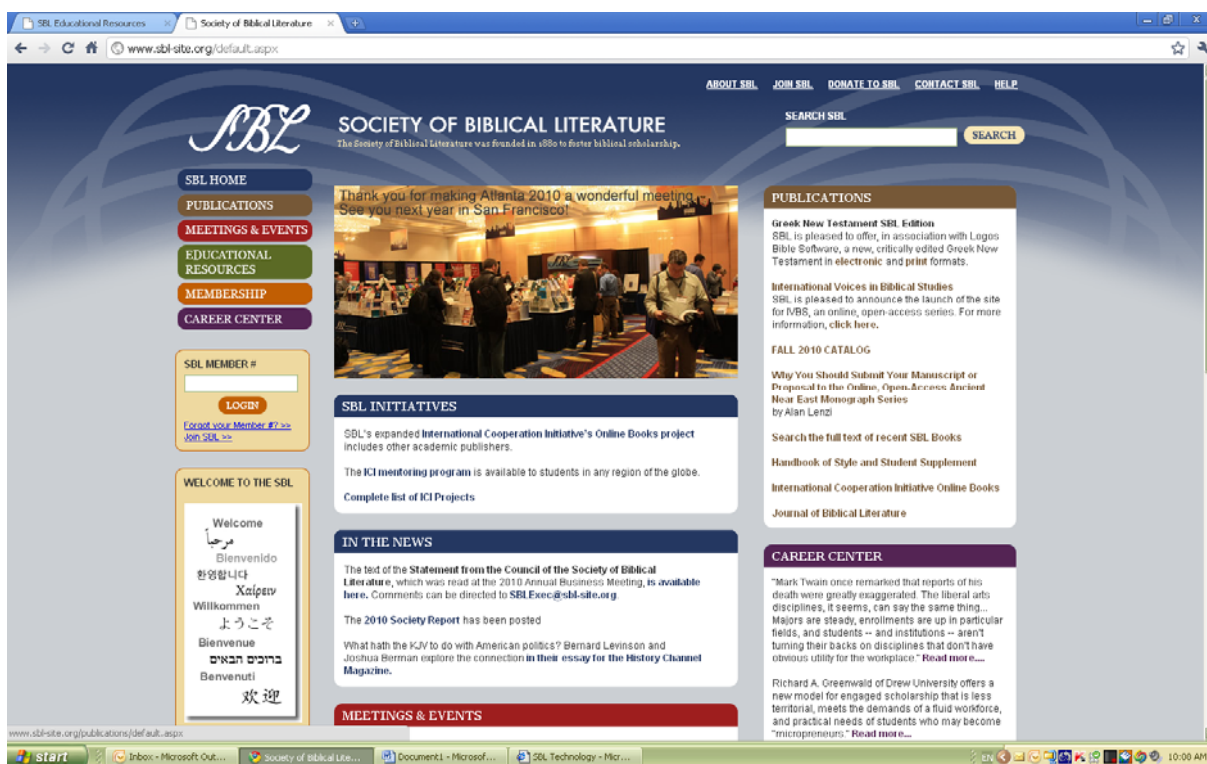 SBL Educational Resources
Society of Biblical Literature
www.sbl-site.org/default.aspx
ABOUT SBL JOIN SBL DONATE TO SBL CONTACT SBL HELP
SBL
SOCIETY OF BIBLICAL LITERATURE
The Society of Biblical Literature was founded in 1880 to foster biblical scholarship.
SEARCH SBL
SEARCH
SBL HOME
PUBLICATIONS
MEETINGS & EVENTS
EDUCATIONAL
RESOURCES
MEMBERSHIP
CAREER CENTER
SBL MEMBER #
LOGIN
Forgot your Member #? >>
Join SBL >>
WELCOME TO THE SBL
Welcome
مرحباً
Bienvenido
환영합니다
Χαίρειν
Willkommen
ようこそ
Bienvenue
ברוכים הבאים
Benvenuti
欢迎
Thank you for making Atlanta 2010 a wonderful meeting.
See you next year in San Francisco!
SBL INITIATIVES
SBL's expanded International Cooperation Initiative's Online Books project
includes other academic publishers.
The ICI mentoring program is available to students in any region of the globe.
Complete list of ICI Projects
IN THE NEWS
The text of the Statement from the Council of the Society of Biblical
Literature, which was read at the 2010 Annual Business Meeting, is available
here. Comments can be directed to SBLExec@sbl-site.org.
The 2010 Society Report has been posted
What hath the KJV to do with American politics? Bernard Levinson and
Joshua Berman explore the connection in their essay for the History Channel
Magazine.
MEETINGS & EVENTS
PUBLICATIONS
Greek New Testament SBL Edition
SBL is pleased to offer, in association with Logos
Bible Software, a new, critically edited Greek New
Testament in electronic and print formats.
International Voices in Biblical Studies
SBL is pleased to announce the launch of the site
for IVBS, an online, open-access series. For more
information, click here.
FALL 2010 CATALOG
Why You Should Submit Your Manuscript or
Proposal to the Online, Open-Access Ancient
Near East Monograph Series
by Alan Lenzi
Search the full text of recent SBL Books
Handbook of Style and Student Supplement
International Cooperation Initiative Online Books
Journal of Biblical Literature
CAREER CENTER
"Mark Twain once remarked that reports of his
death were greatly exaggerated. The liberal arts
disciplines, it seems, can say the same thing...
Majors are steady, enrollments are up in particular
fields, and students -- and institutions -- aren't
turning their backs on disciplines that don't have
obvious utility for the workplace." Read more....
Richard A. Greenwald of Drew University offers a
new model for engaged scholarship that is less
territorial, meets the demands of a fluid workforce,
and practical needs of students who may become
"micropreneurs." Read more...
www.sbl-site.org/publications/default.aspx
start
Inbox - Microsoft Out...
Society of Biblical Lite...
Document1 - Microsof...
SBL Technology - Micr...
EN
10:00 AM